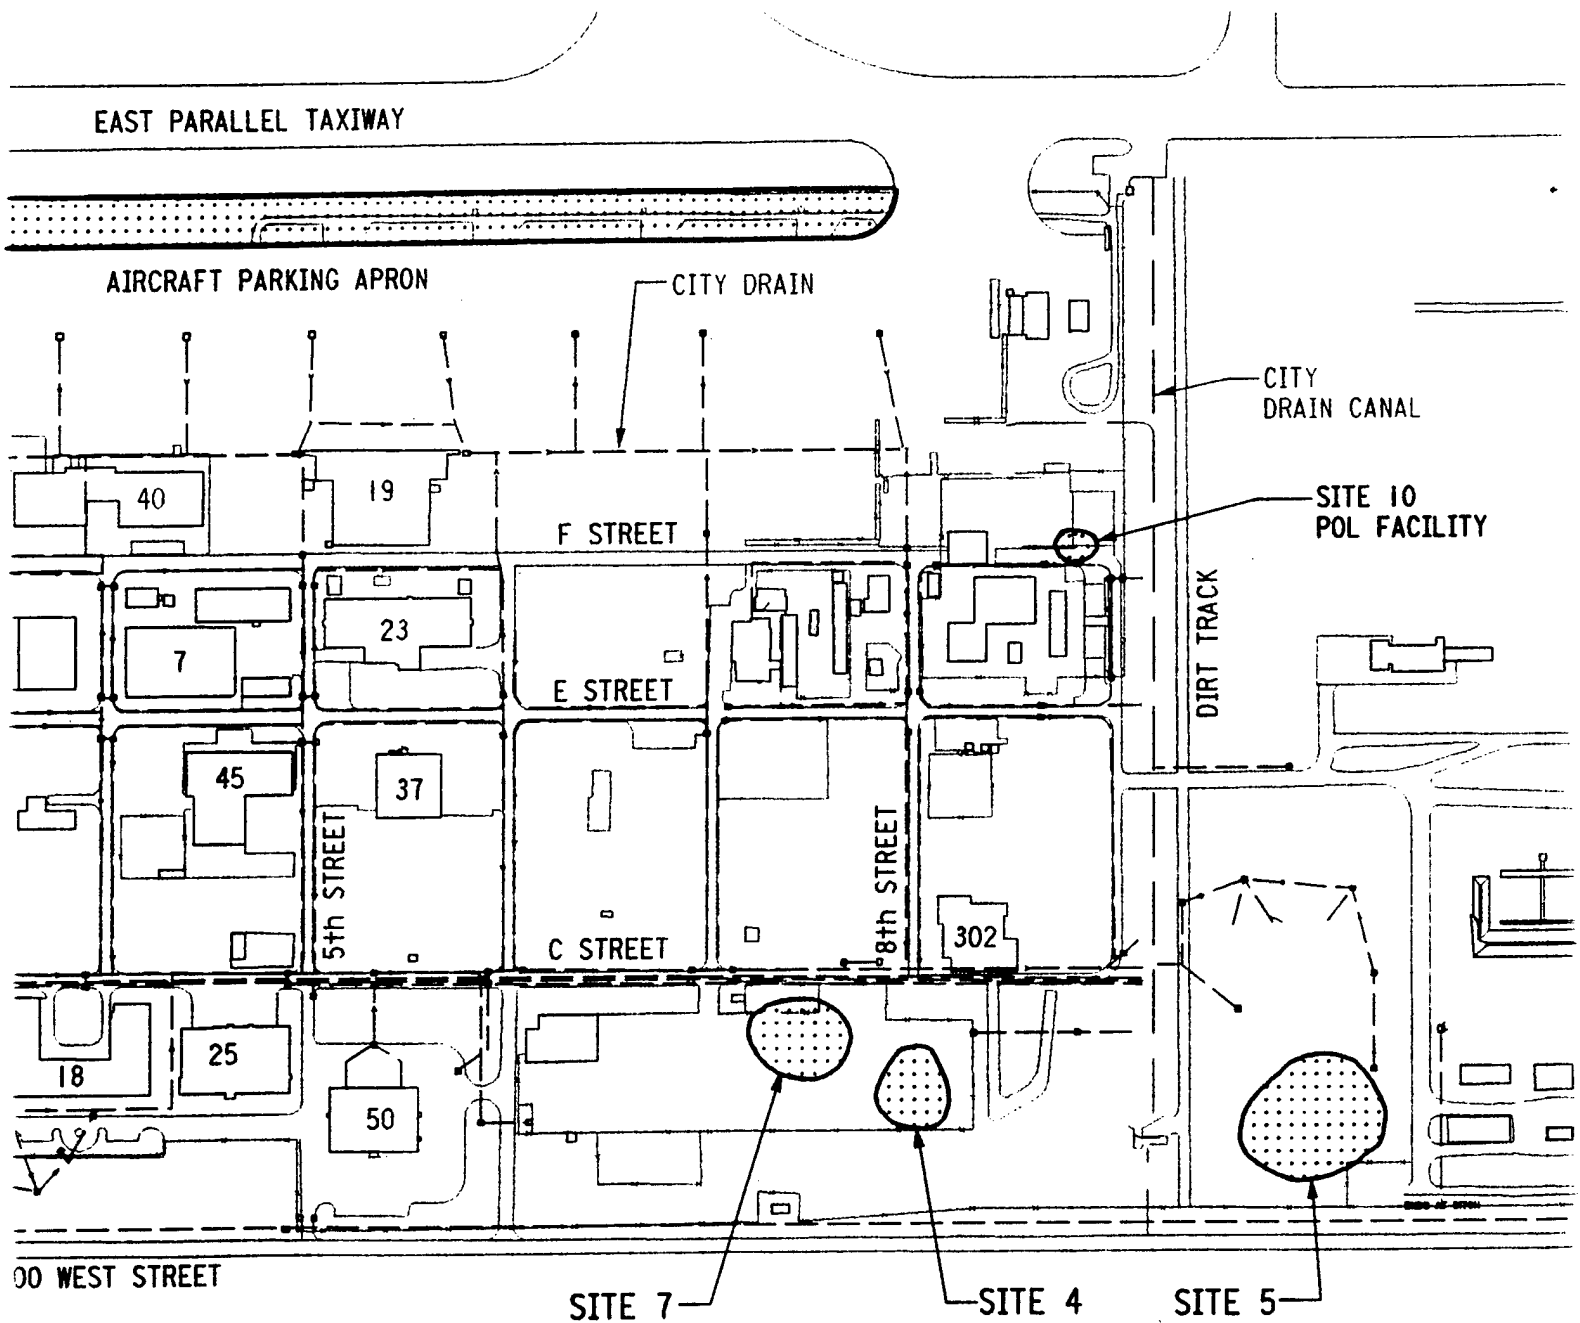 EAST PARALLEL TAXIWAY
AIRCRAFT PARKING APRON
CITY DRAIN
CITY
DRAIN CANAL
40
19
SITE 10
POL FACILITY
F STREET
DIRT TRACK
7
23
E STREET
45
37
5th STREET
8th STREET
C STREET
302
18
25
50
00 WEST STREET
SITE 7
SITE 4
SITE 5